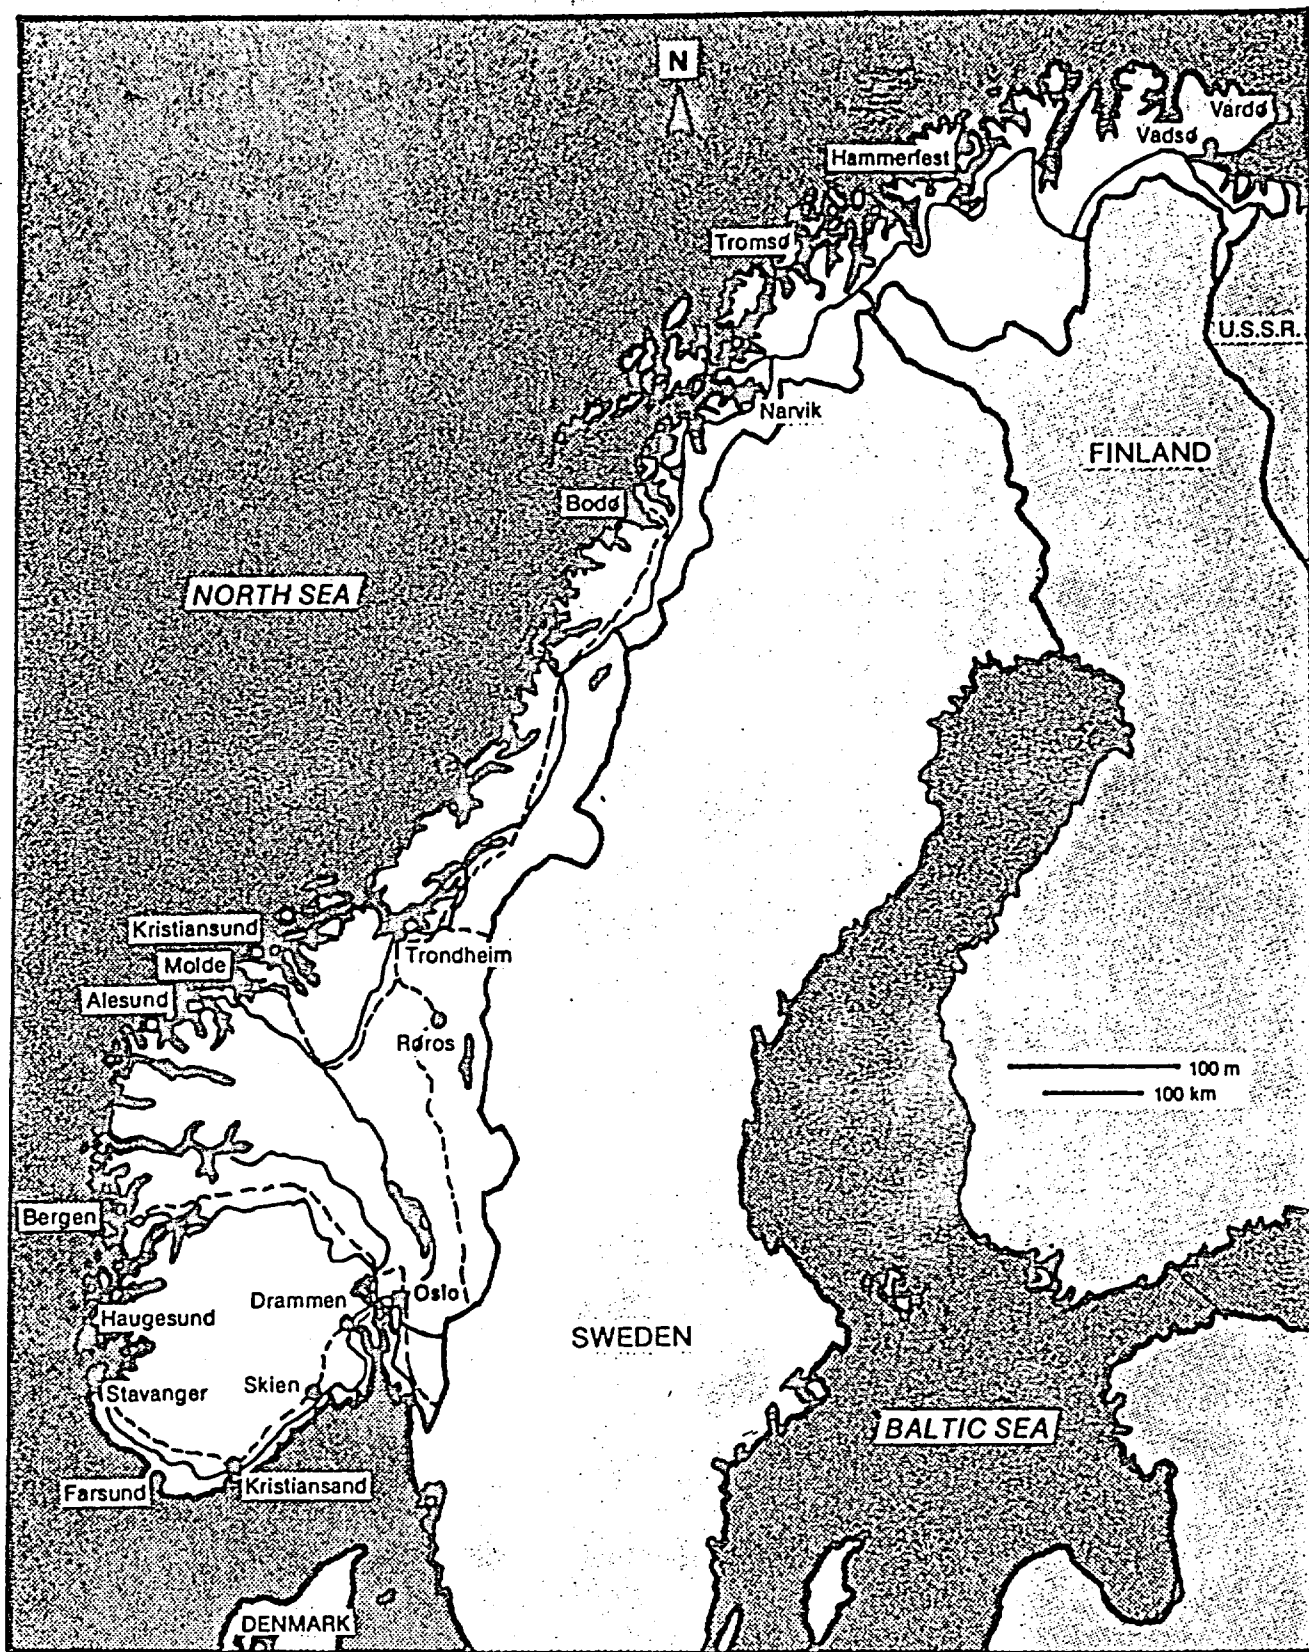 N
Vardø
Vadsø
Hammerfest
Tromsø
U.S.S.R.
Narvik
FINLAND
Bodø
NORTH SEA
Kristiansund
Trondheim
Molde
Alesund
Røros
100 m
100 km
Bergen
Oslo
Drammen
Haugesund
SWEDEN
Skien
Stavanger
BALTIC SEA
Farsund
Kristiansand
DENMARK